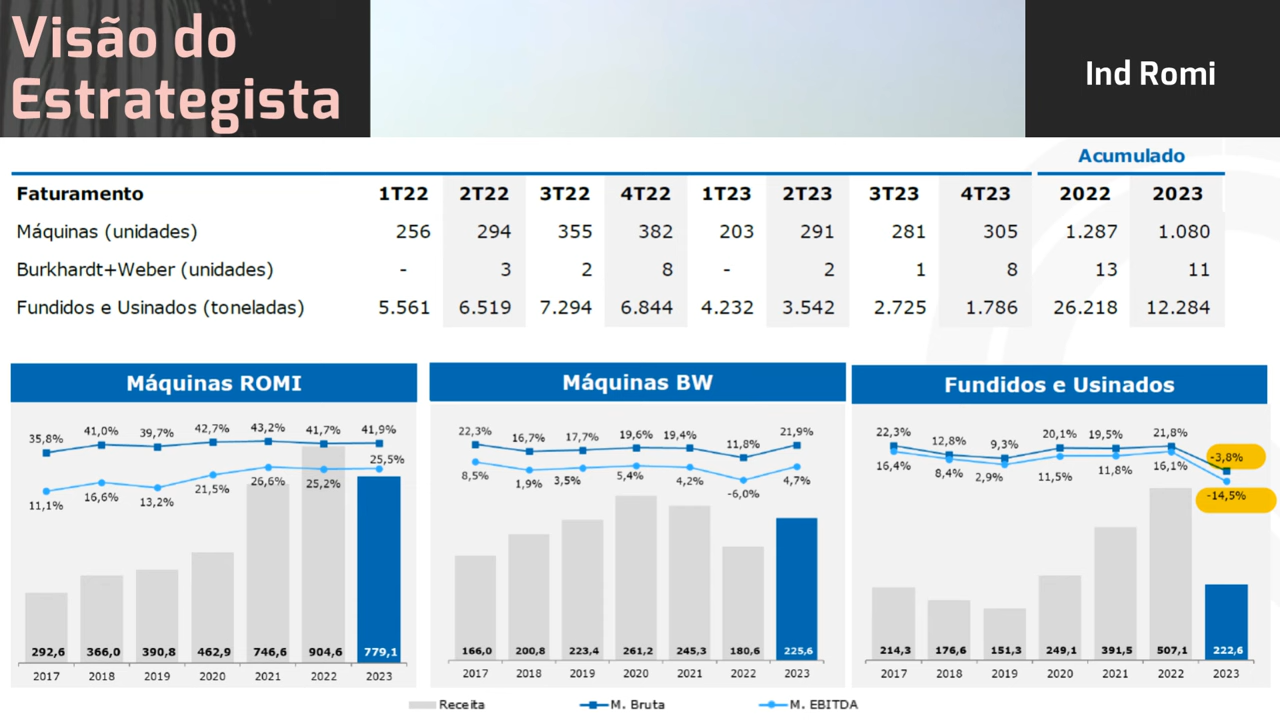 Visão do
Estrategista
Ind Romi
Acumulado
Faturamento 1T22 2T22 3T22 4T22 1T23 2T23 3T23 4T23 2022 2023
Máquinas (unidades) 256 294 355 382 203 291 281 305 1.287 1.080
Burkhardt+Weber (unidades) - 3 2 8 - 2 1 8 13 11
Fundidos e Usinados (toneladas) 5.561 6.519 7.294 6.844 4.232 3.542 2.725 1.786 26.218 12.284
Máquinas ROMI
35,8% 41,0% 39,7% 42,7% 43,2% 41,7% 41,9%
11,1% 16,6% 13,2% 21,5% 26,6% 25,2% 25,5%
292,6 366,0 390,8 462,9 746,6 904,6 779,1
2017 2018 2019 2020 2021 2022 2023
Máquinas BW
22,3% 16,7% 17,7% 19,6% 19,4% 11,8% 21,9%
8,5% 1,9% 3,5% 5,4% 4,2% -6,0% 4,7%
166,0 200,8 223,4 261,2 245,3 180,6 225,6
2017 2018 2019 2020 2021 2022 2023
Fundidos e Usinados
22,3% 12,8% 9,3% 20,1% 19,5% 21,8% -3,8%
16,4% 8,4% 2,9% 11,5% 11,8% 16,1% -14,5%
214,3 176,6 151,3 249,1 391,5 507,1 222,6
2017 2018 2019 2020 2021 2022 2023
Receita M. Bruta M. EBITDA